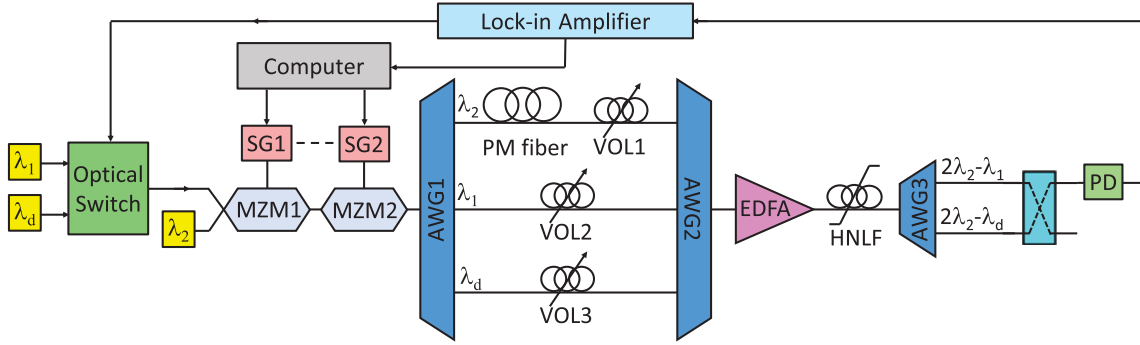 Lock-in Amplifier
Computer
SG1
SG2
λ1
λd
Optical
Switch
λ2
MZM1
MZM2
AWG1
λ2
PM fiber
VOL1
λ1
VOL2
λd
VOL3
AWG2
EDFA
HNLF
AWG3
2λ2-λ1
2λ2-λd
PD